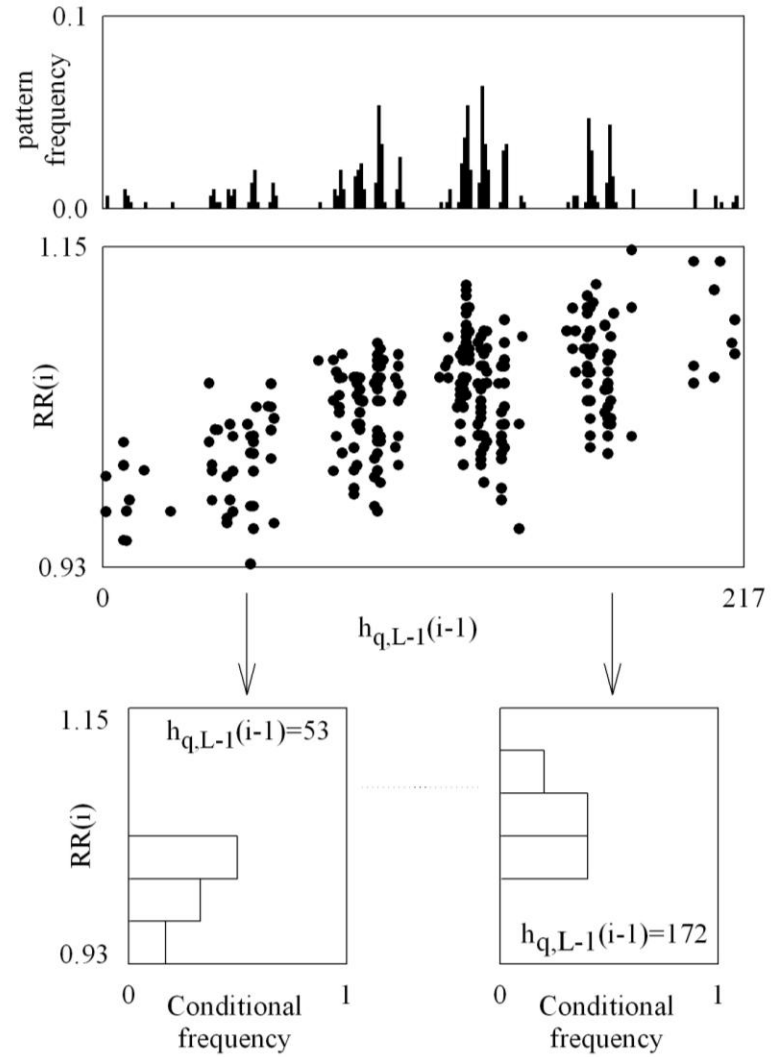 0.1
pattern
frequency
0.0
1.15
RR(i)
0.93
0
217
hq,L-1(i-1)
1.15
hq,L-1(i-1)=53
RR(i)
0.93
0
1
Conditional
frequency
hq,L-1(i-1)=172
0
1
Conditional
frequency